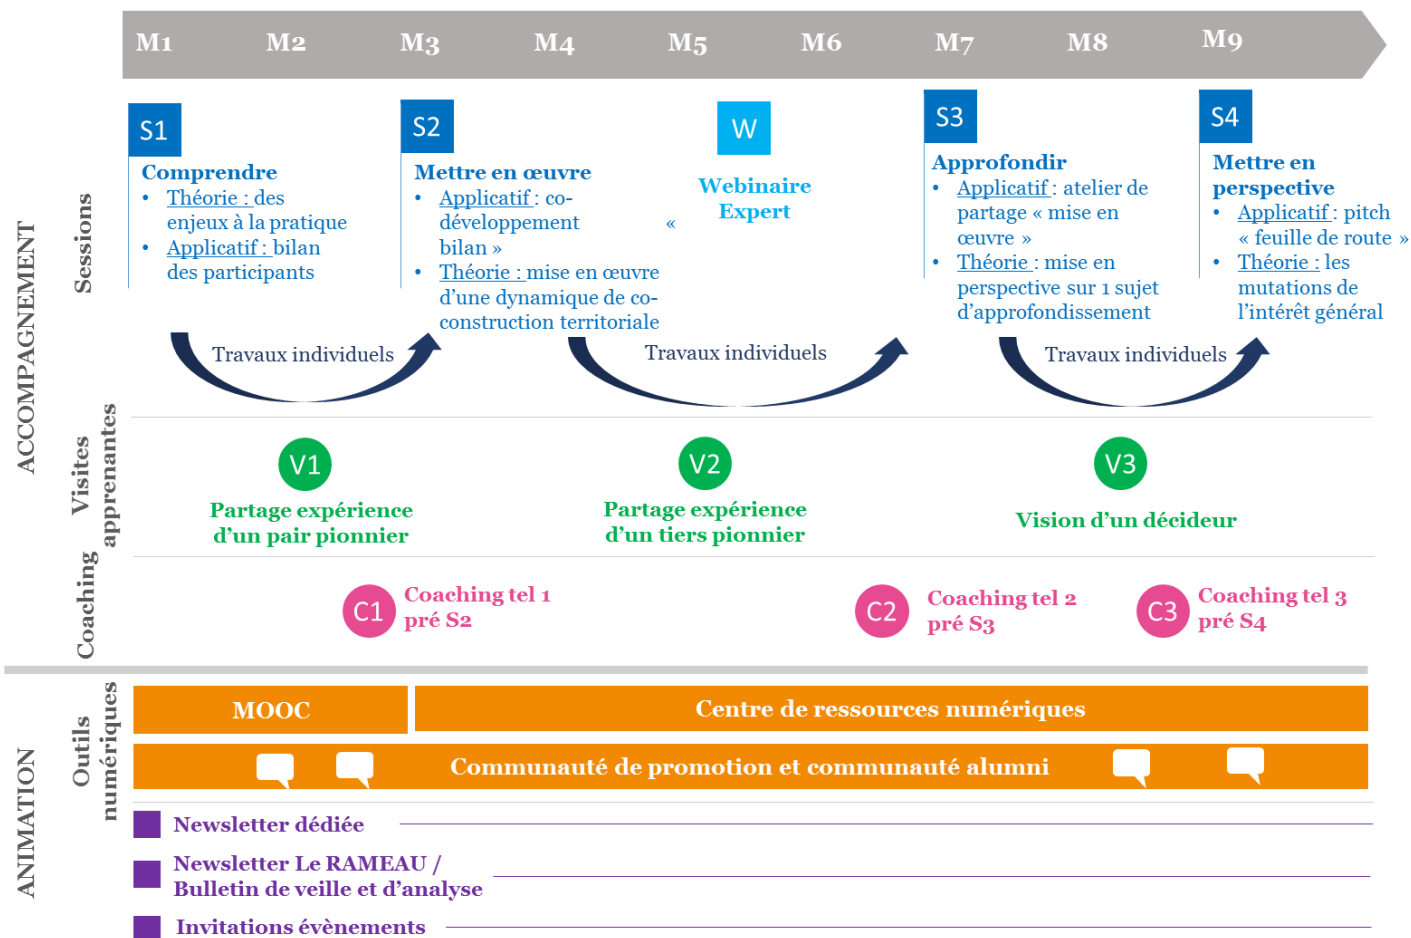 M1 M2 M3 M4 M5 M6 M7 M8 M9
ACCOMPAGNEMENT
Sessions
S1
Comprendre
• Théorie : des
enjeux à la pratique
• Applicatif : bilan
des participants
S2
Mettre en œuvre
• Applicatif : co-
développement «
bilan »
• Théorie : mise en œuvre
d’une dynamique de co-
construction territoriale
W
Webinaire
Expert
S3
Approfondir
• Applicatif : atelier de
partage « mise en
œuvre »
• Théorie : mise en
perspective sur 1 sujet
d’approfondissement
S4
Mettre en
perspective
• Applicatif : pitch
« feuille de route »
• Théorie : les
mutations de
l’intérêt général
Travaux individuels
Travaux individuels
Travaux individuels
Visites
apprenantes
V1
Partage expérience
d’un pair pionnier
V2
Partage expérience
d’un tiers pionnier
V3
Vision d’un décideur
Coaching
C1
Coaching tel 1
pré S2
C2
Coaching tel 2
pré S3
C3
Coaching tel 3
pré S4
ANIMATION
Outils
numériques
MOOC
Centre de ressources numériques
Communauté de promotion et communauté alumni
Newsletter dédiée
Newsletter Le RAMEAU /
Bulletin de veille et d’analyse
Invitations évènements